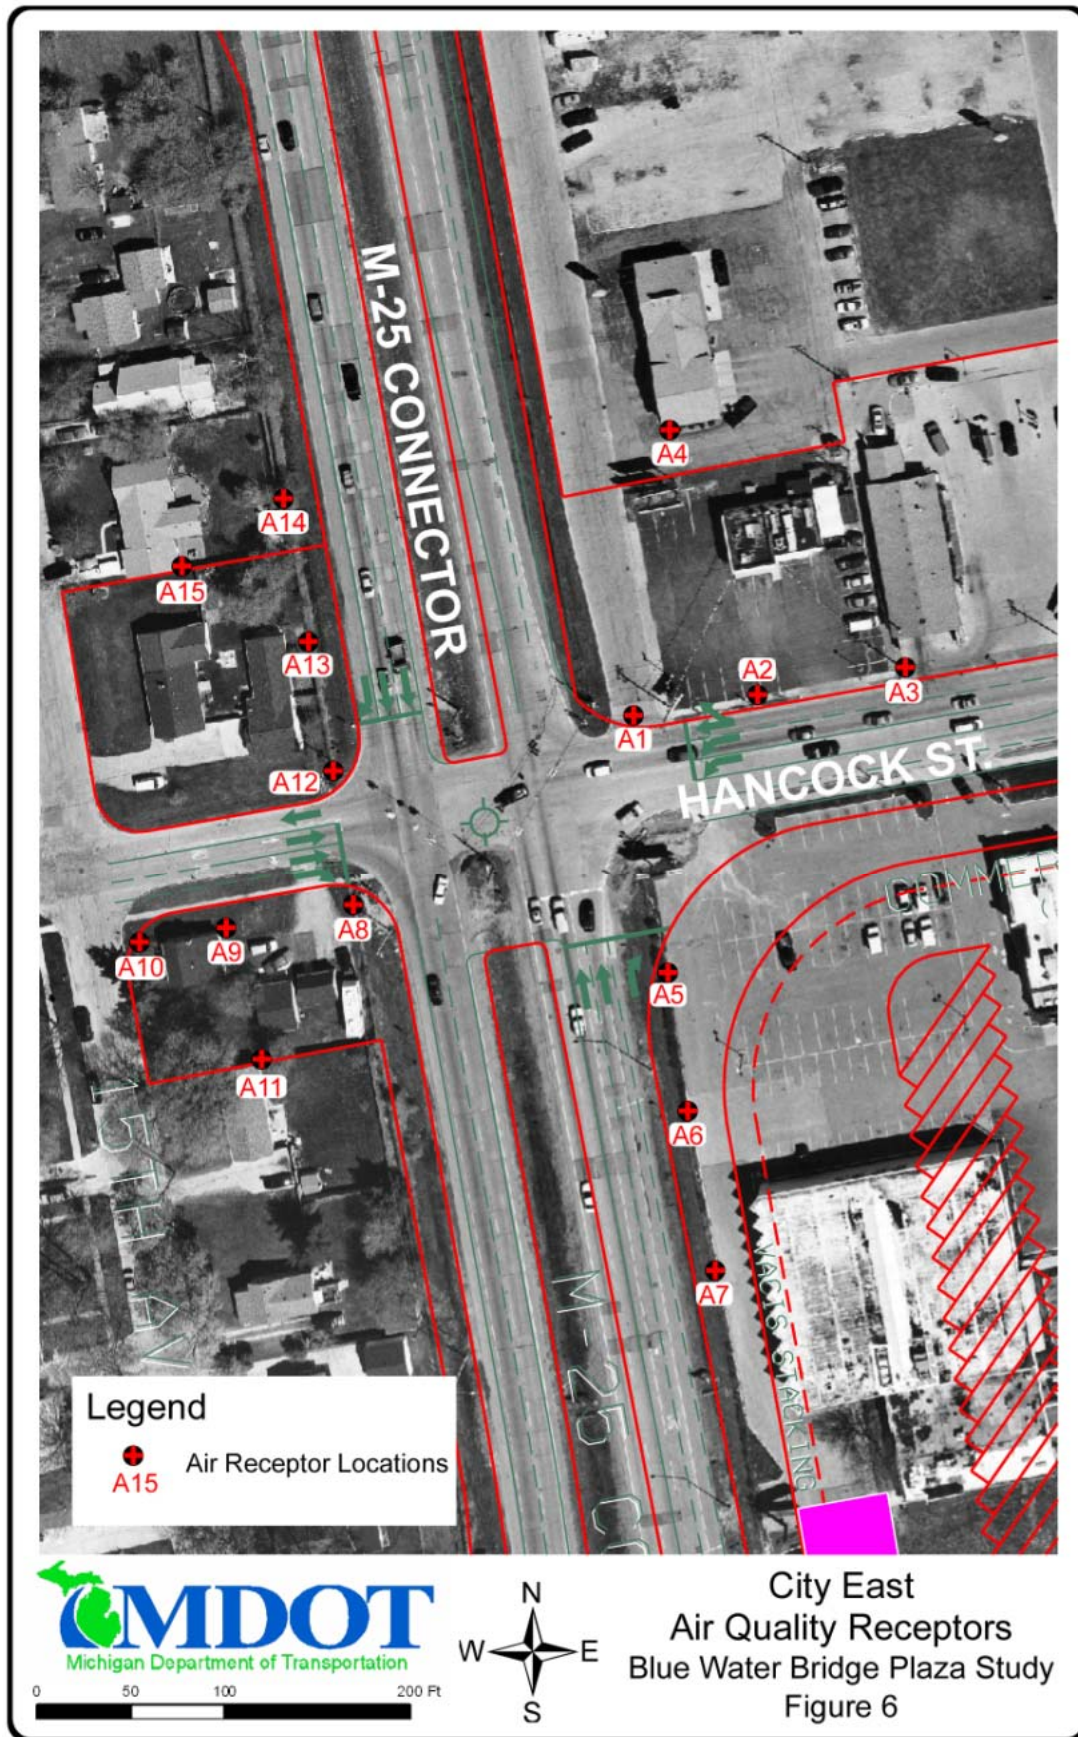 M-25 CONNECTOR
A4
A14
A15
A13
A2
A3
A1
A12
HANCOCK ST.
A8
A9
A10
A5
A11
A6
15TH AV
A7
M-25 CO
VACIS STACKING
COMMER
Legend
A15
Air Receptor Locations
MDOT
Michigan Department of Transportation
0 50 100 200 Ft
N
W E
S
City East
Air Quality Receptors
Blue Water Bridge Plaza Study
Figure 6